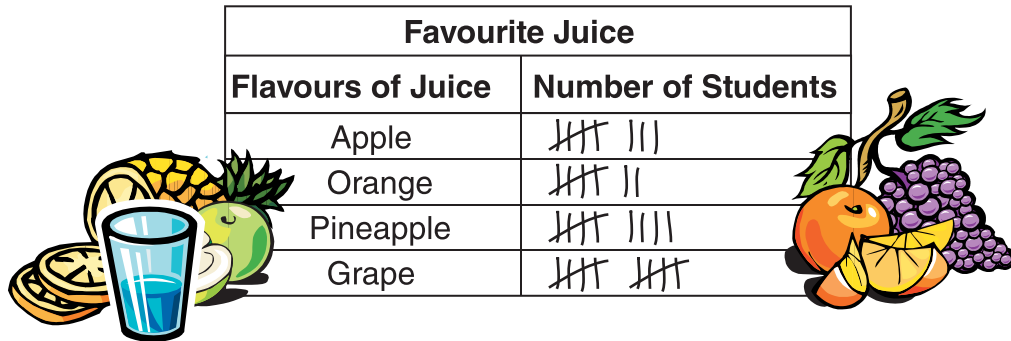 Favourite Juice
Flavours of Juice Number of Students
Apple
Orange
Pineapple
Grape